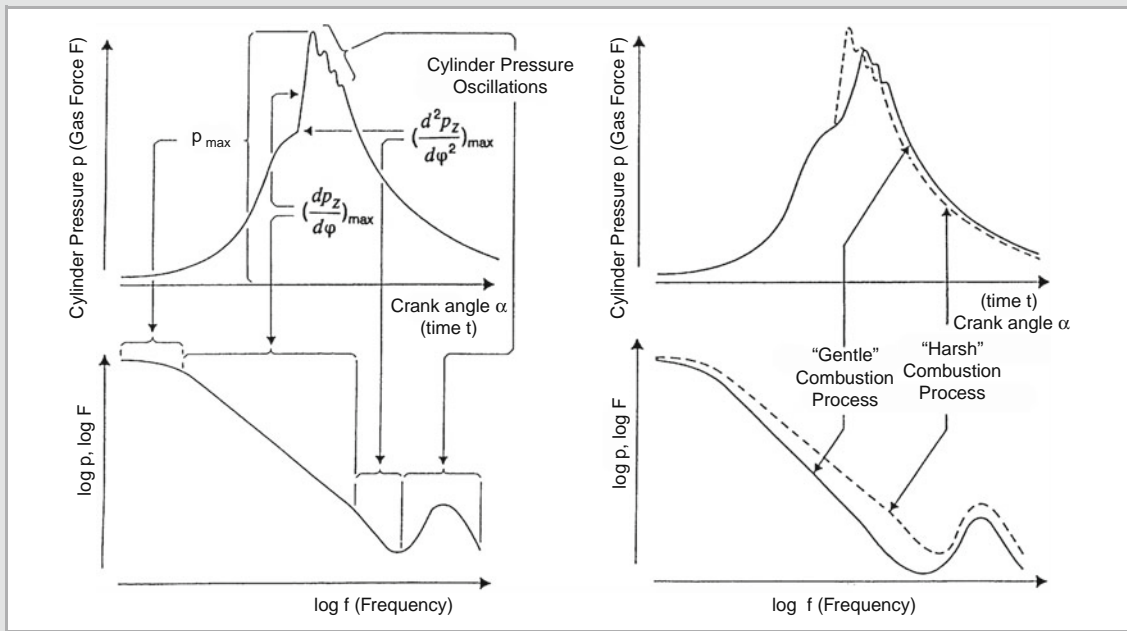 Cylinder Pressure p (Gas Force F)
p max
Cylinder Pressure
Oscillations
(d²p_Z/dφ²)max
(dp_Z/dφ)max
Crank angle α
(time t)
log p, log F
log f (Frequency)
Cylinder Pressure p (Gas Force F)
(time t)
Crank angle α
“Gentle”
Combustion
Process
“Harsh”
Combustion
Process
log p, log F
log f (Frequency)